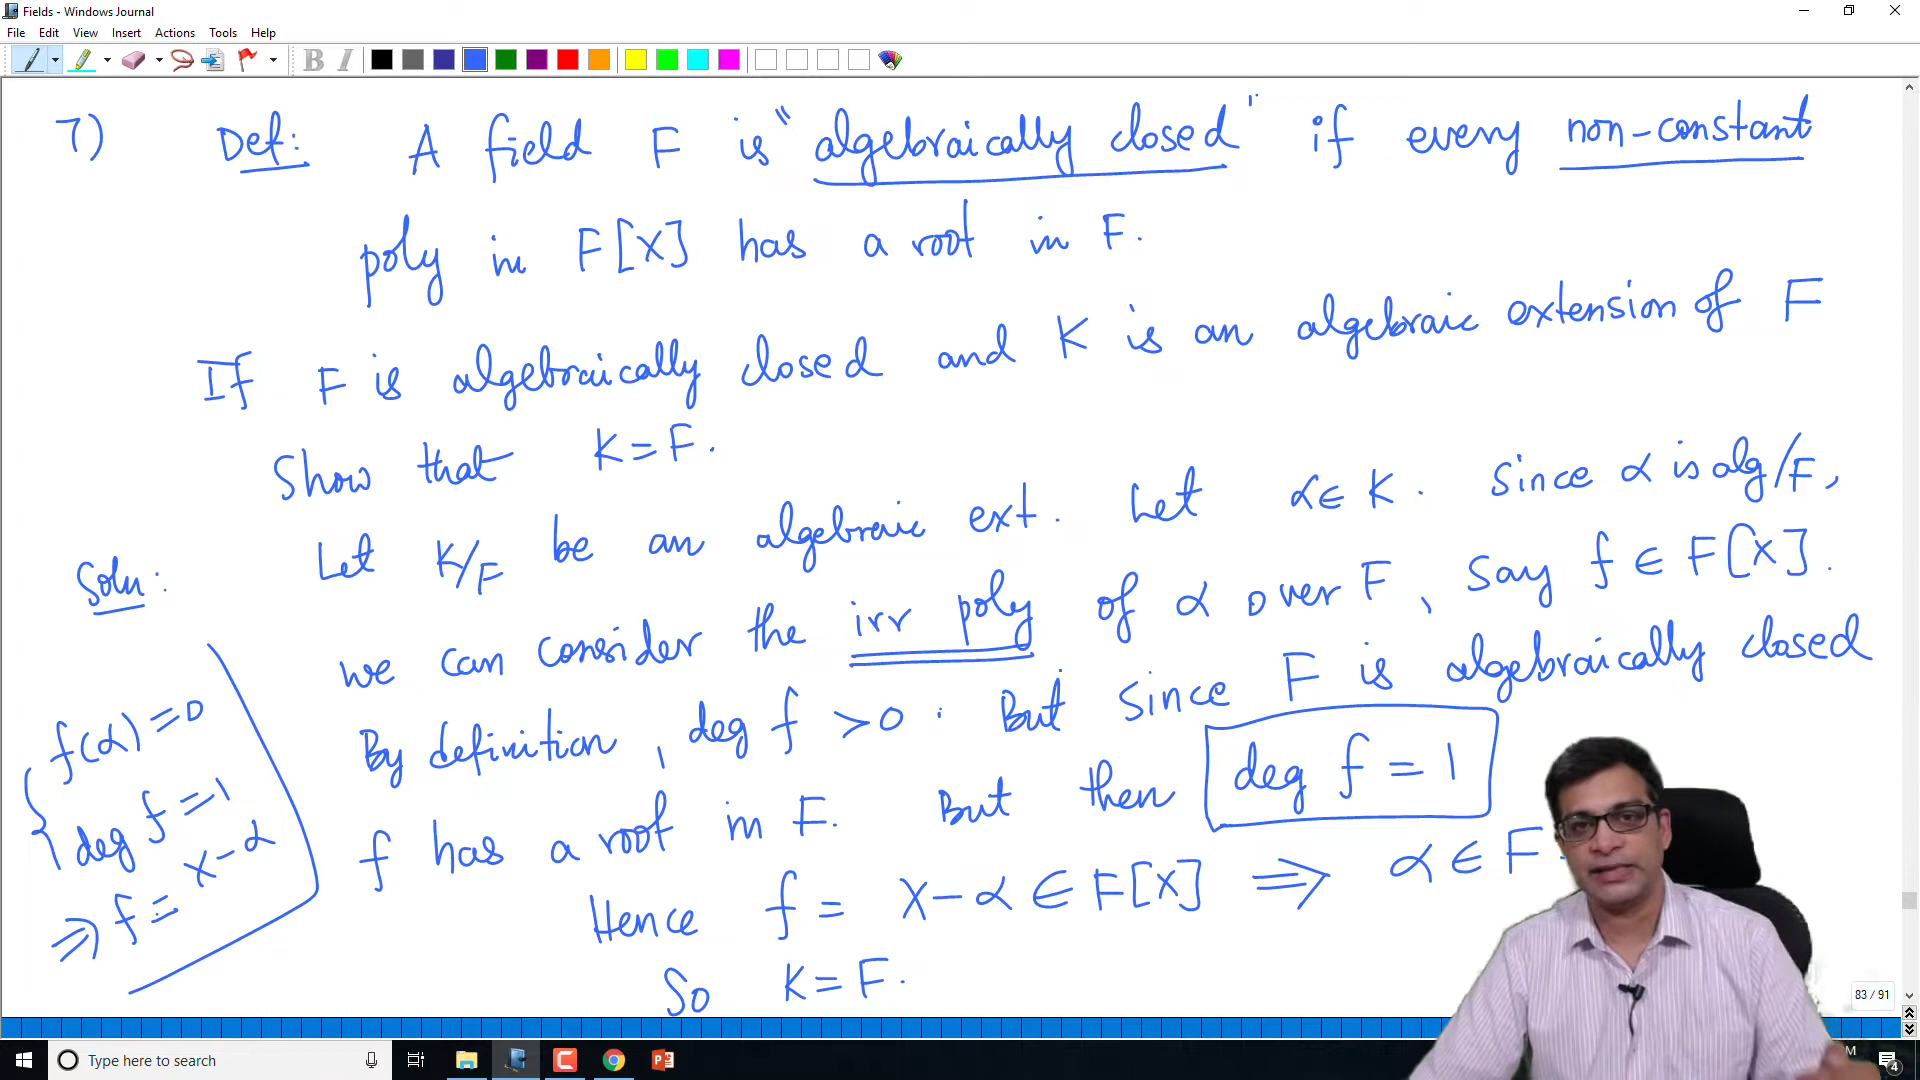 Fields - Windows Journal
File Edit View Insert Actions Tools Help
7) Def: A field F is "algebraically closed" if every non-constant
poly in F[X] has a root in F.
If F is algebraically closed and K is an algebraic extension of F
Show that K=F.
Soln: Let K/F be an algebraic ext. Let α∈K. Since α is alg/F,
we can consider the irr poly of α over F, say f∈F[X].
By definition, deg f >0. But since F is algebraically closed
f has a root in F. But then deg f = 1
Hence f = X-α ∈ F[X] ⟹ α∈F.
So K=F.
f(α)=0
deg f=1
⇒ f= X-α
83 / 91
Type here to search
M
4